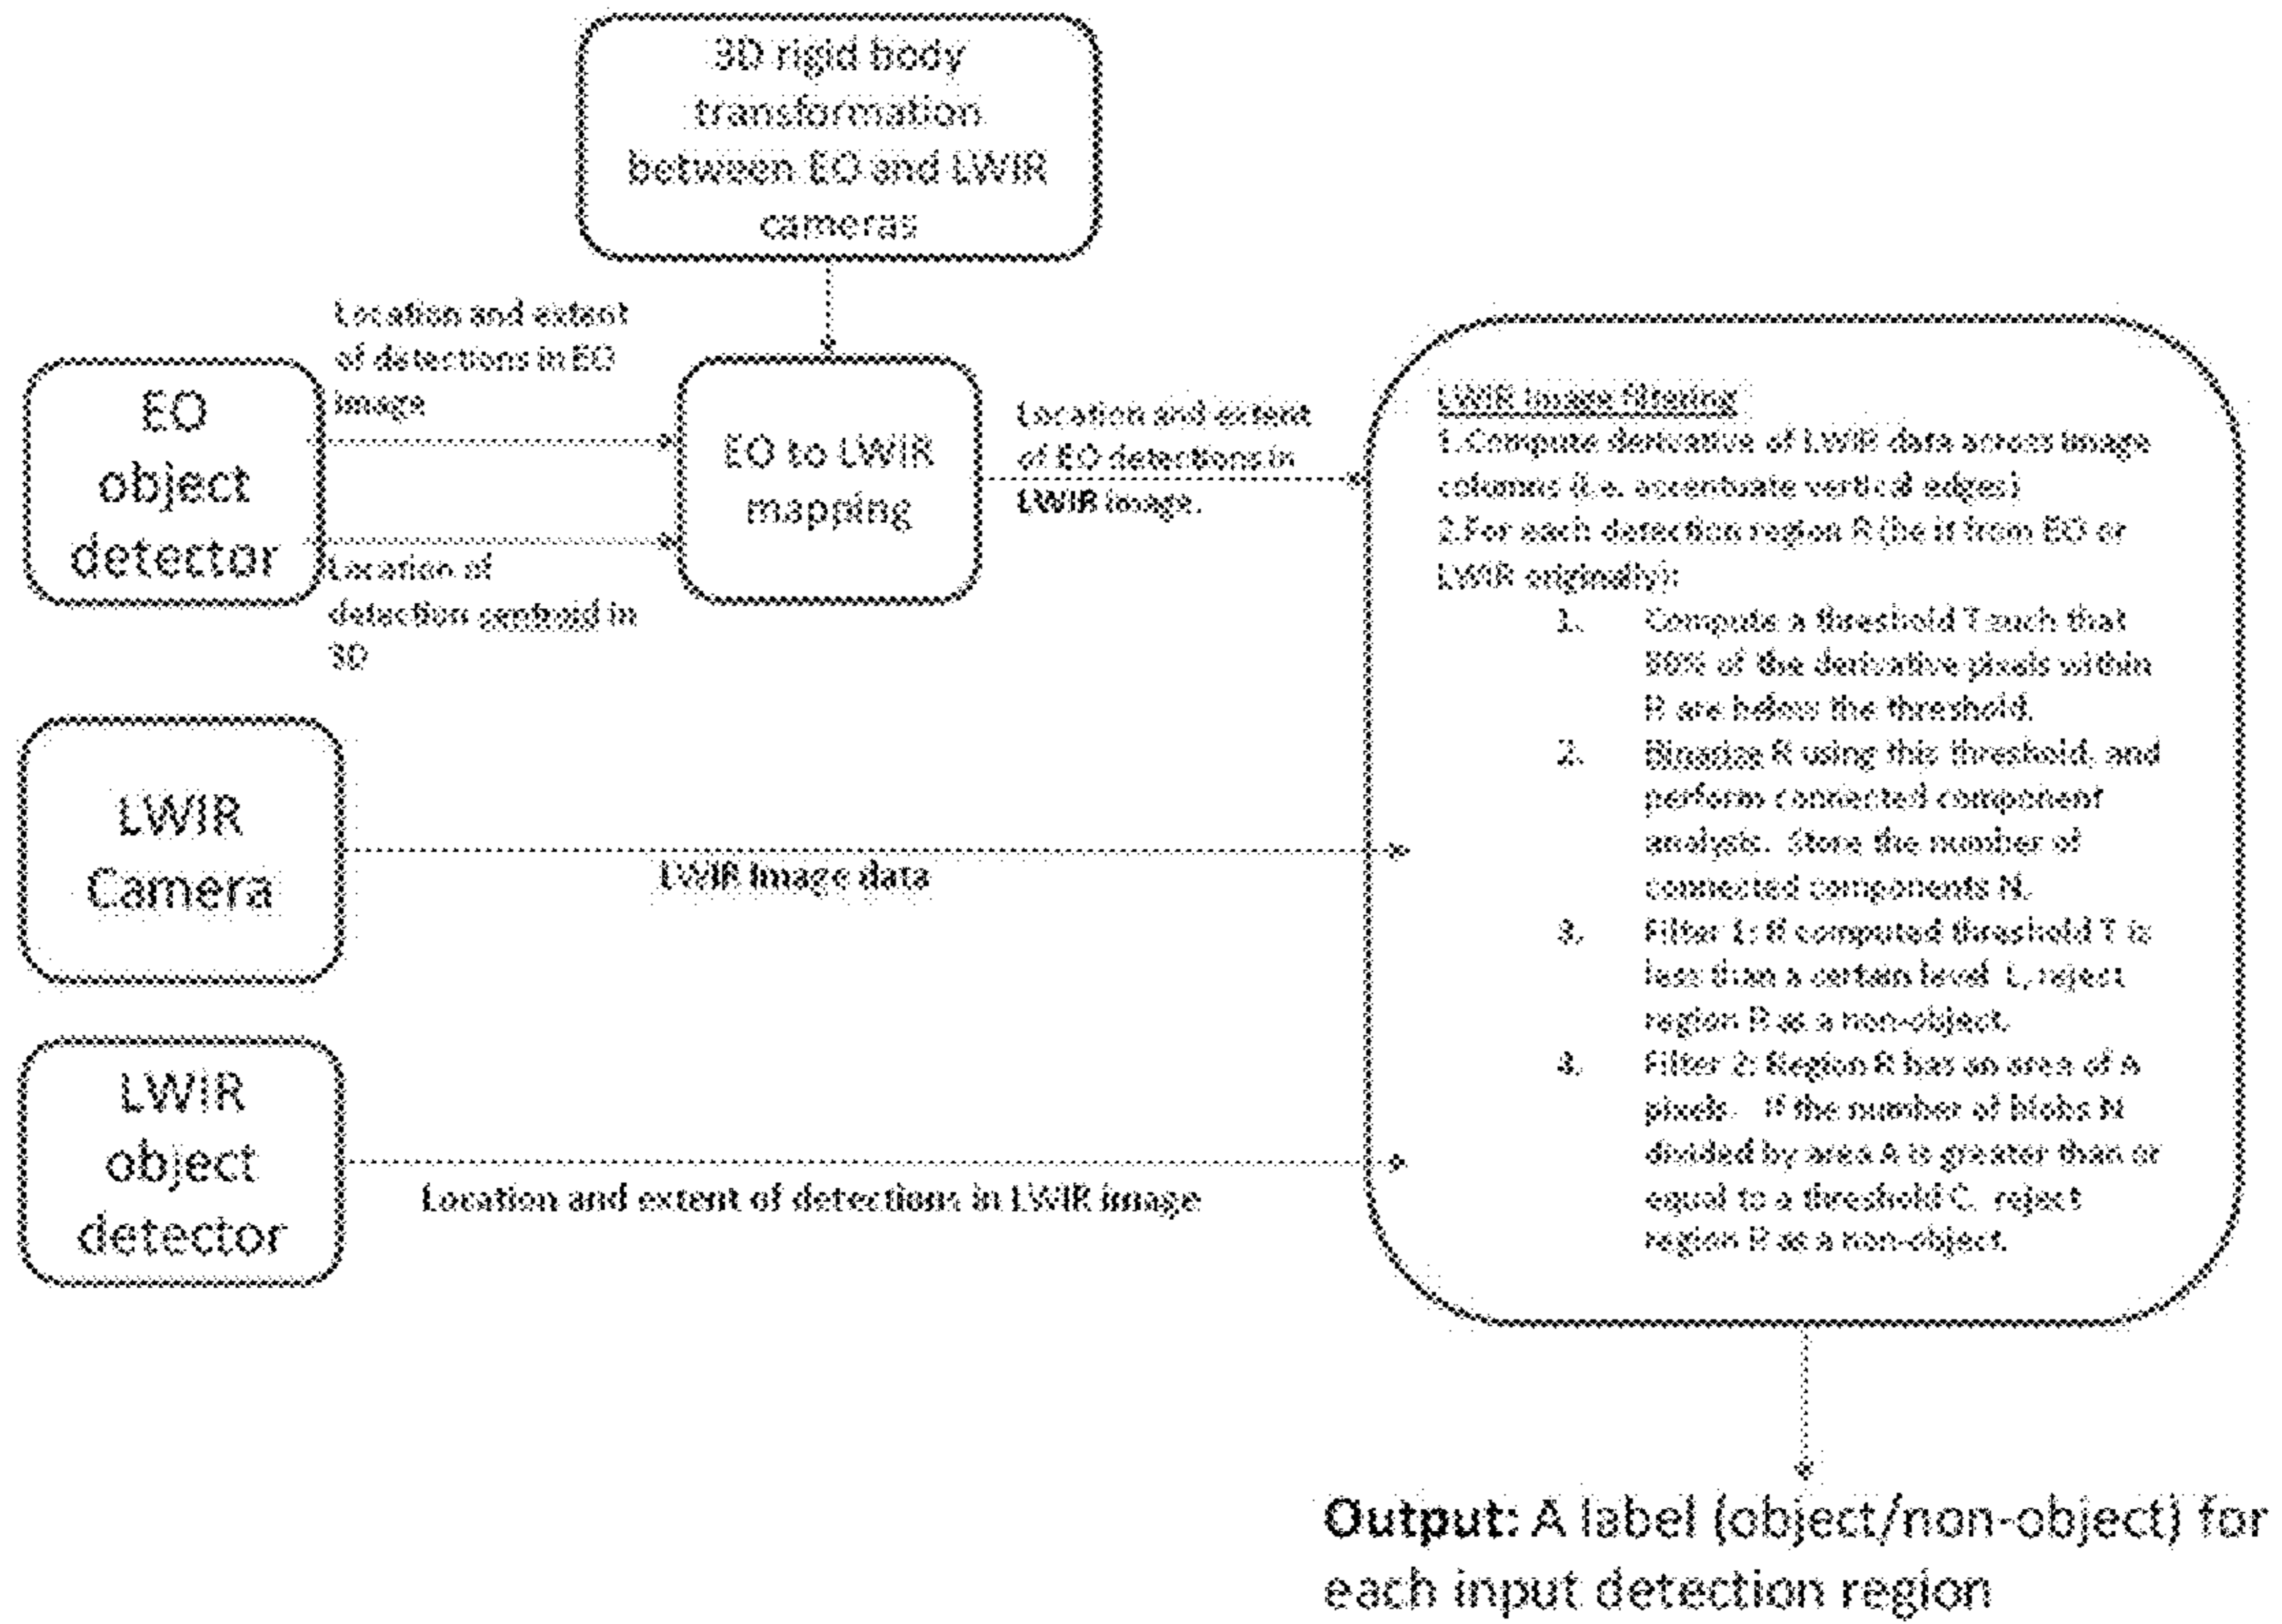 3D rigid body
transformation
between EO and LWIR
cameras
Location and extent
of detections in EO
image
EO
object
detector
Location of
detection centroid in
3D
EO to LWIR
mapping
Location and extent
of EO detections in
LWIR image.
LWIR
Camera
LWIR image data
LWIR
object
detector
Location and extent of detections in LWIR image
LWIR image filtering
1.Compute derivative of LWIR data across image
columns (i.e. accentuate vertical edges)
2.For each detection region R (be it from EO or
LWIR originally):
1. Compute a threshold T such that
of the derivative pixels within
R are below the threshold.
2. Binarize R using this threshold, and
perform connected component
analysis. Store the number of
connected components N.
3. Filter 1: If computed threshold T is
less than a certain level L, reject
region R as a non-object.
4. Filter 2: Region R has an area of A
pixels. If the number of blobs N
divided by area A is greater than or
equal to a threshold C, reject
region R as a non-object.
Output: A label (object/non-object) for
each input detection region